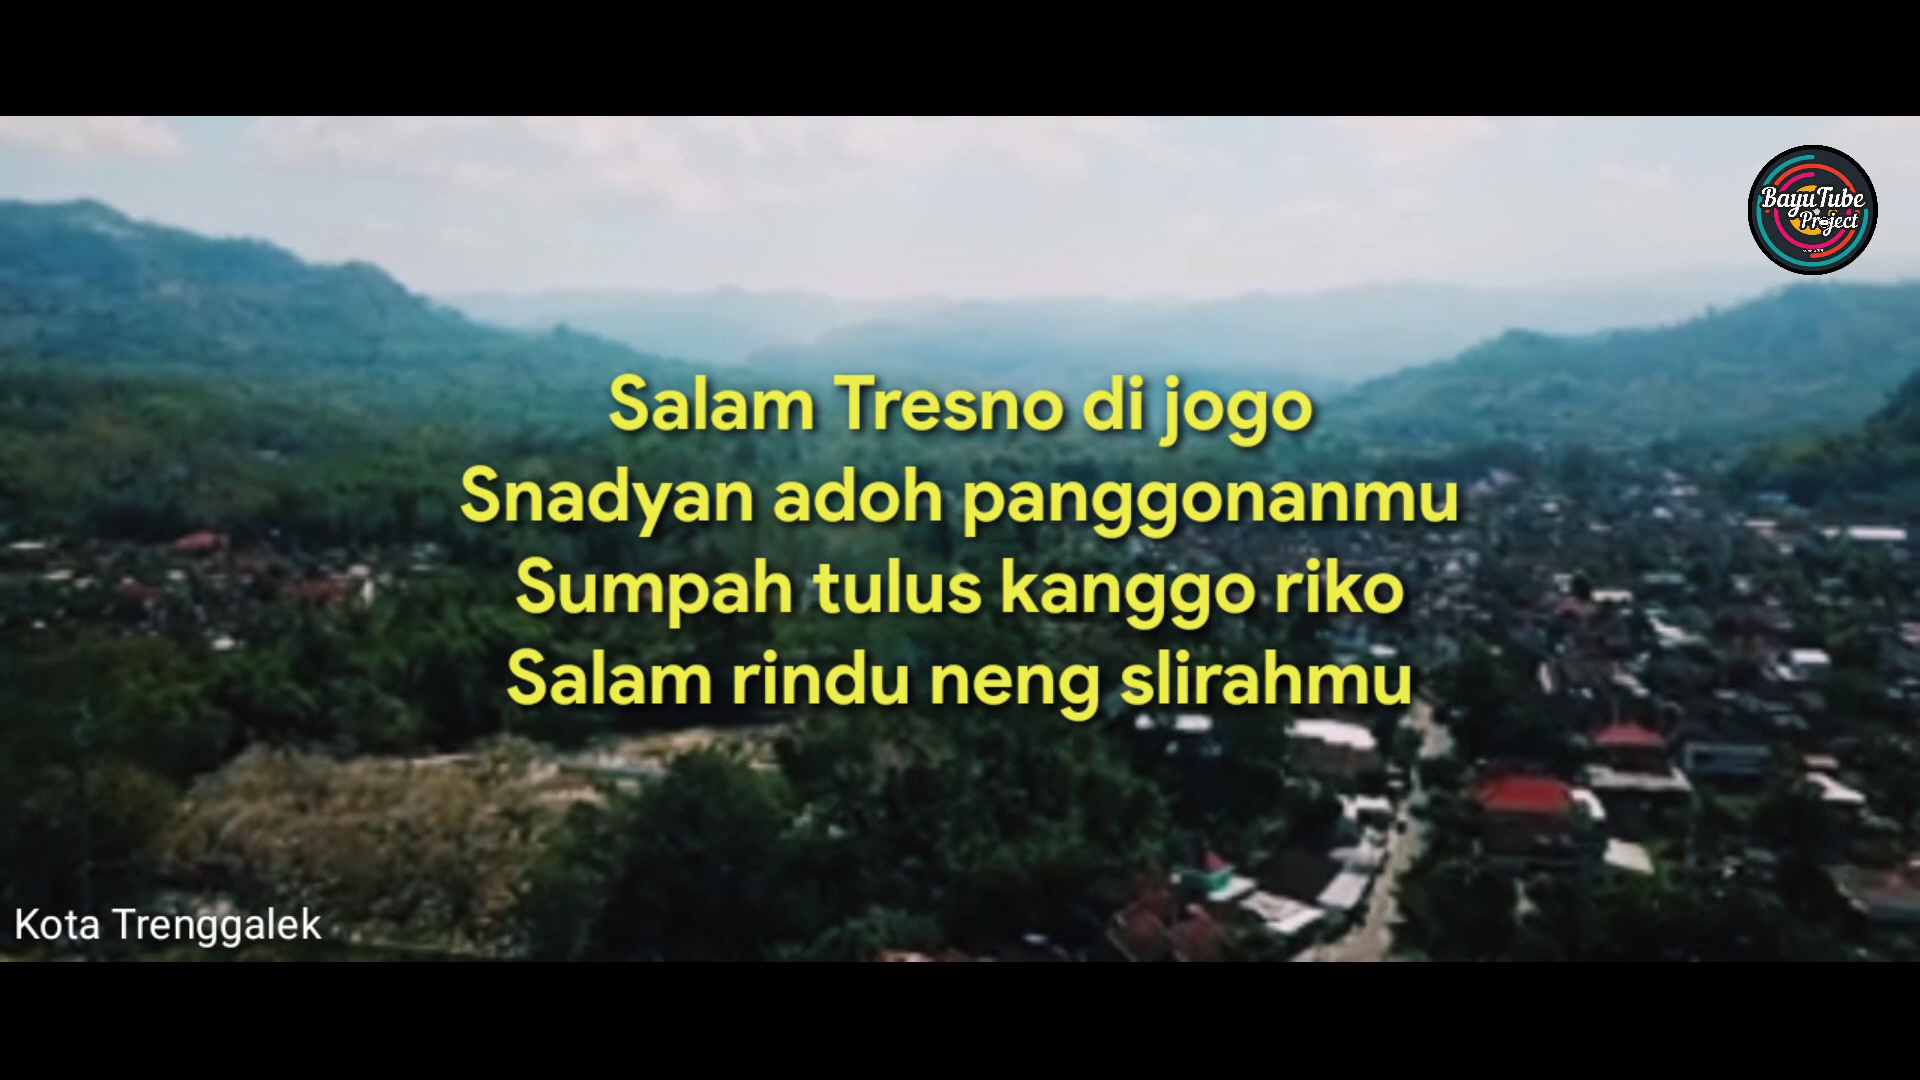 BayuTube
Project
Salam Tresno di jogo
Snadyan adoh panggonanmu
Sumpah tulus kanggo riko
Salam rindu neng slirahmu
Kota Trenggalek